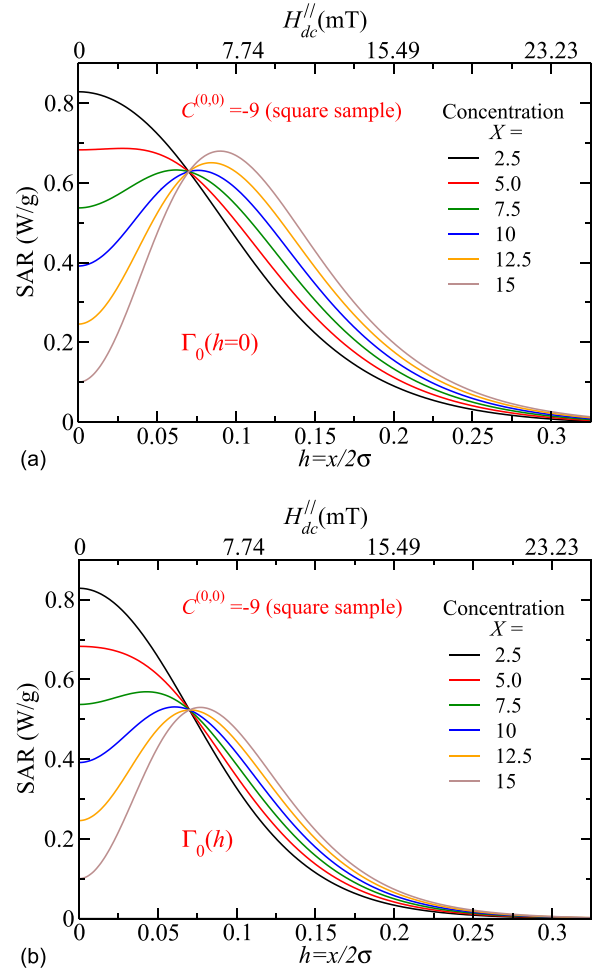 H_dc^//(mT)
0 7.74 15.49 23.23
C^(0,0) =-9 (square sample)
Concentration
X =
2.5
5.0
7.5
10
12.5
15
Γ_0(h=0)
SAR (W/g)
0.8
0.6
0.4
0.2
0
0 0.05 0.1 0.15 0.2 0.25 0.3
(a)
h=x/2σ
H_dc^//(mT)
0 7.74 15.49 23.23
C^(0,0) =-9 (square sample)
Concentration
X =
2.5
5.0
7.5
10
12.5
15
Γ_0(h)
SAR (W/g)
0.8
0.6
0.4
0.2
0
0 0.05 0.1 0.15 0.2 0.25 0.3
(b)
h=x/2σ